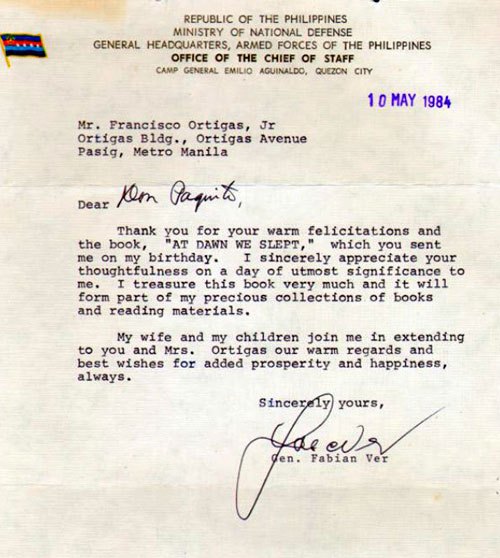 REPUBLIC OF THE PHILIPPINES
MINISTRY OF NATIONAL DEFENSE
GENERAL HEADQUARTERS, ARMED FORCES OF THE PHILIPPINES
OFFICE OF THE CHIEF OF STAFF
CAMP GENERAL EMILIO AGUINALDO, QUEZON CITY
10 MAY 1984
Mr. Francisco Ortigas, Jr
Ortigas Bldg., Ortigas Avenue
Pasig, Metro Manila
Dear Don Paquito,
Thank you for your warm felicitations and
the book, "AT DAWN WE SLEPT," which you sent
me on my birthday. I sincerely appreciate your
thoughtfulness on a day of utmost significance to
me. I treasure this book very much and it will
form part of my precious collections of books
and reading materials.
My wife and my children join me in extending
to you and Mrs. Ortigas our warm regards and
best wishes for added prosperity and happiness,
always.
Sincerely yours,
Gen. Fabian Ver